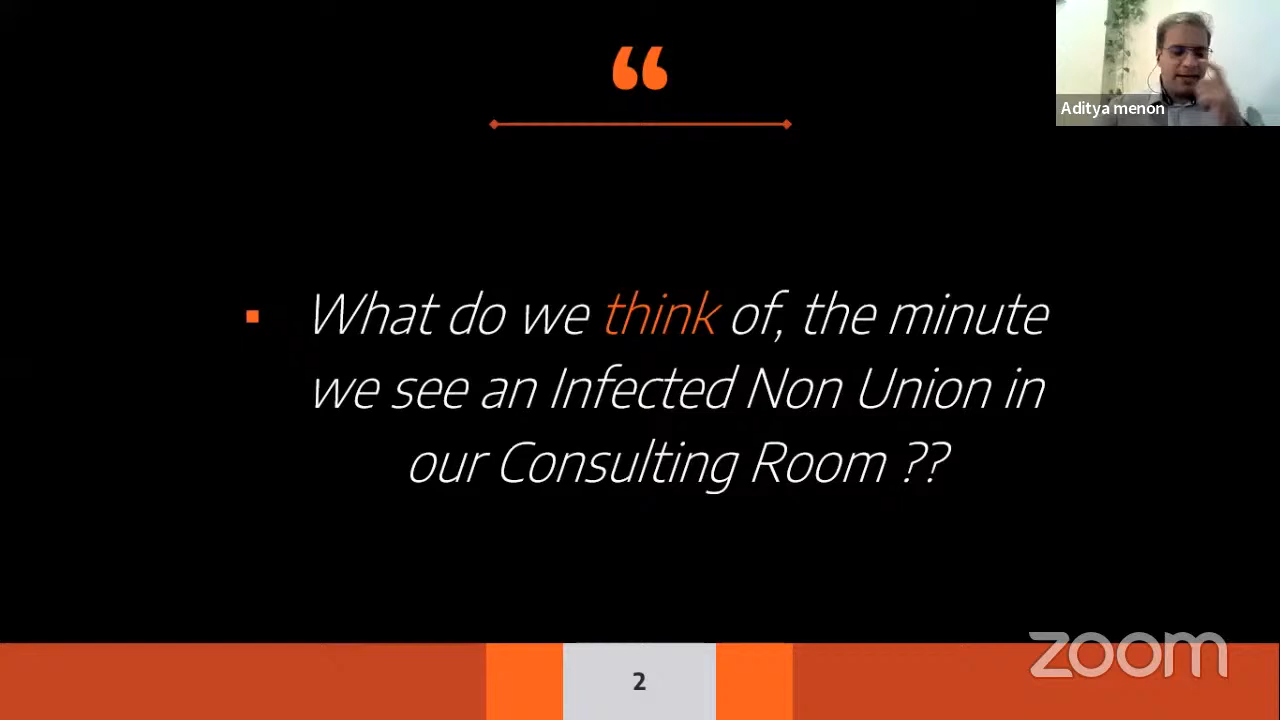 “
Aditya menon
▪ What do we think of, the minute
we see an Infected Non Union in
our Consulting Room ??
2
zoom